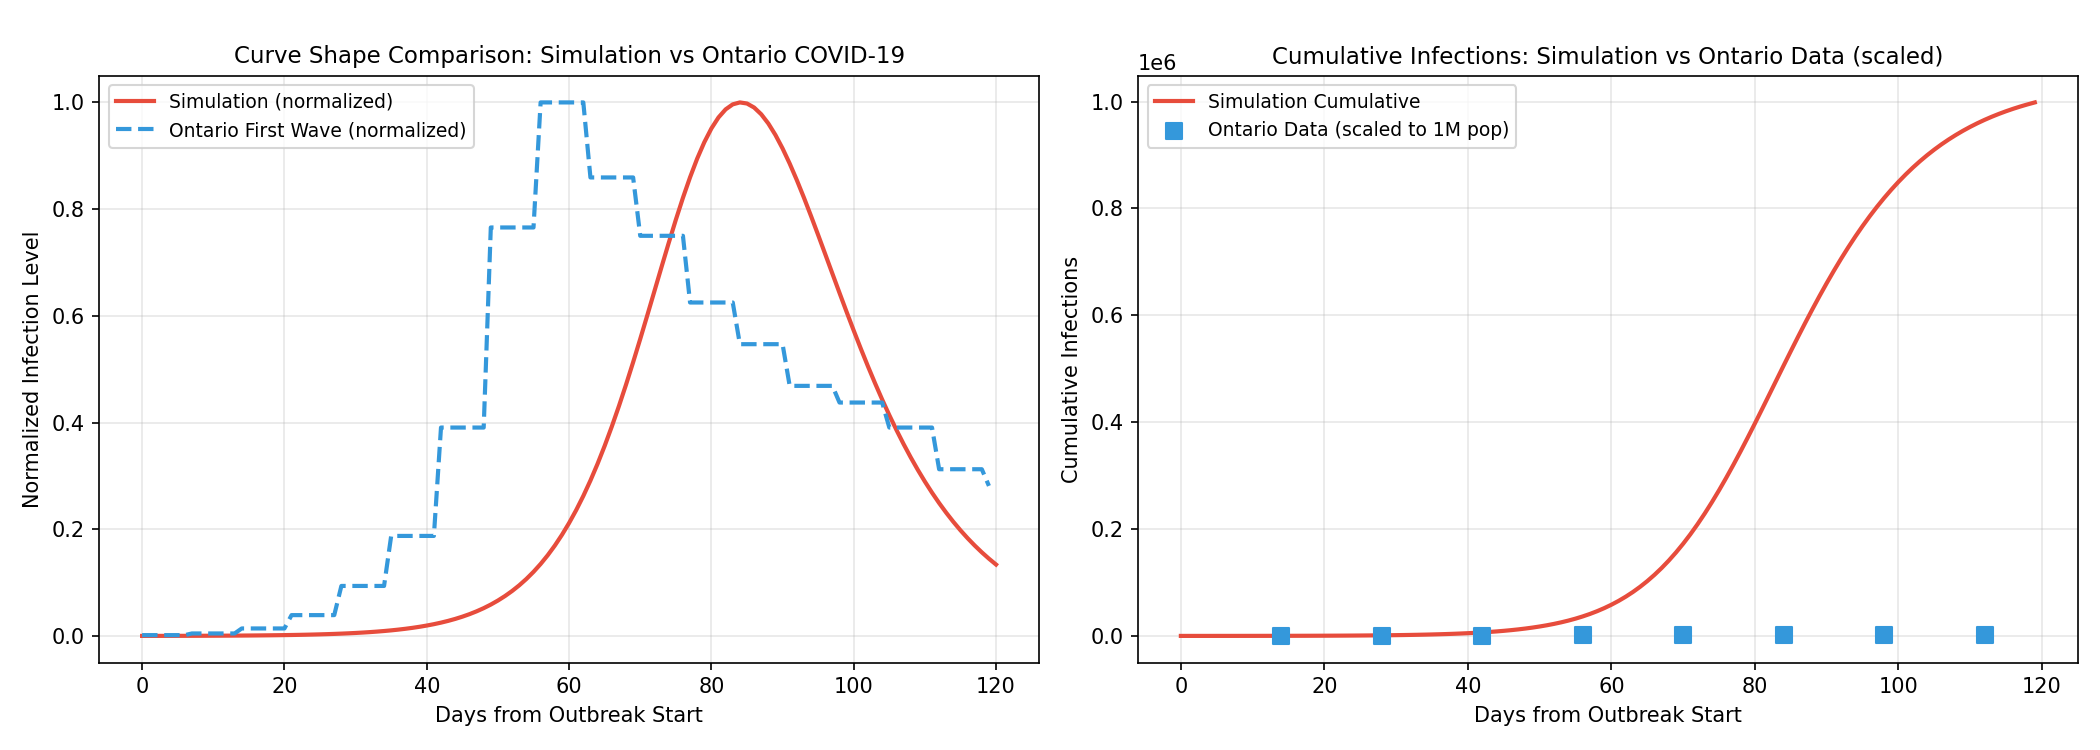 Curve Shape Comparison: Simulation vs Ontario COVID-19
Simulation (normalized)
Ontario First Wave (normalized)
Normalized Infection Level
1.0
0.8
0.6
0.4
0.2
0.0
0 20 40 60 80 100 120
Days from Outbreak Start
Cumulative Infections: Simulation vs Ontario Data (scaled)
1e6
Simulation Cumulative
Ontario Data (scaled to 1M pop)
Cumulative Infections
1.0
0.8
0.6
0.4
0.2
0.0
0 20 40 60 80 100 120
Days from Outbreak Start